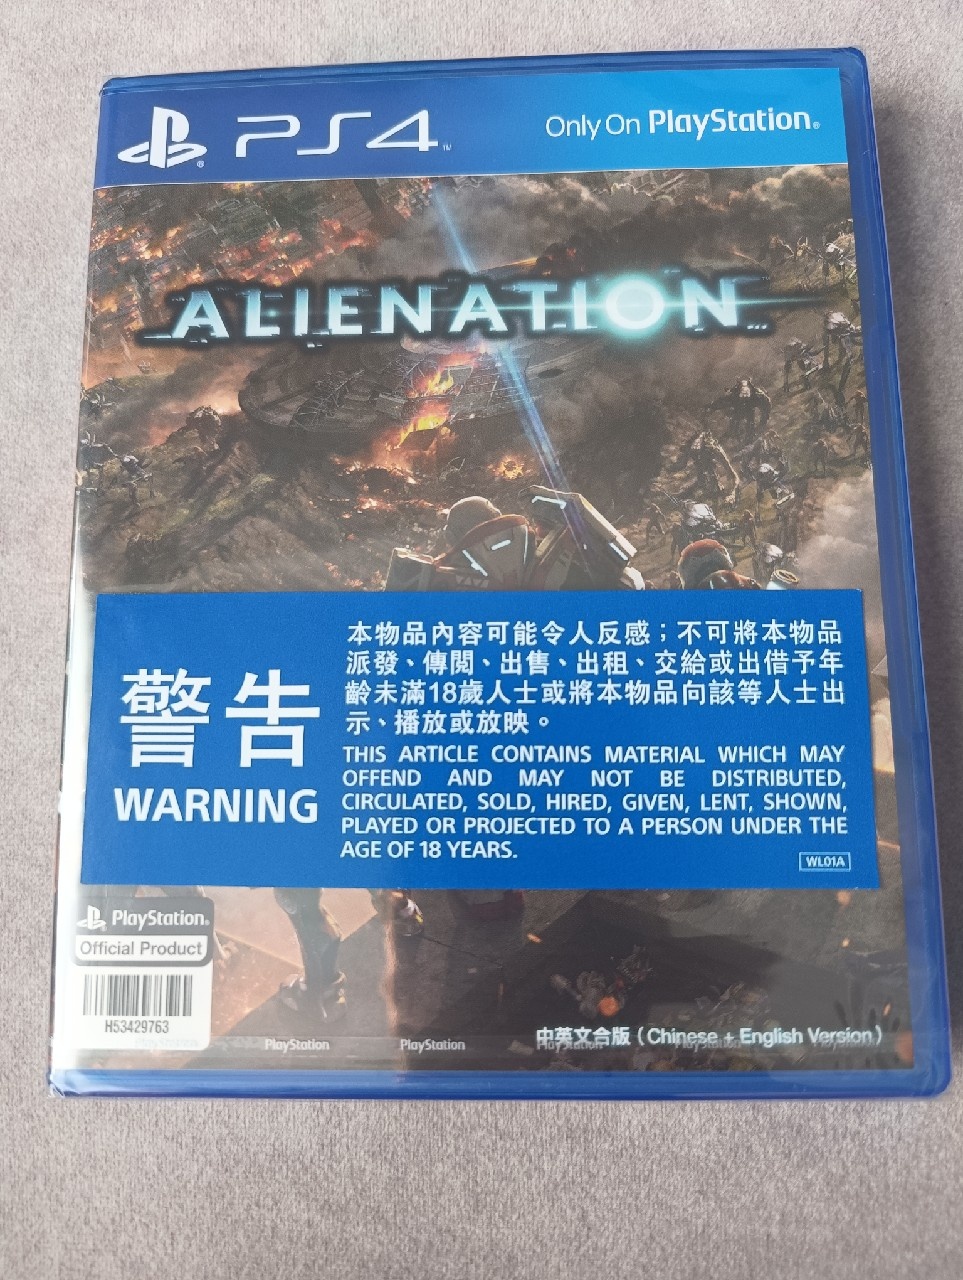 PS4™
Only On PlayStation®
ALIENATION
警告
WARNING
本物品內容可能令人反感；不可將本物品
派發、傳閱、出售、出租、交給或出借予年
齡未滿18歲人士或將本物品向該等人士出
示、播放或放映。
THIS ARTICLE CONTAINS MATERIAL WHICH MAY
OFFEND AND MAY NOT BE DISTRIBUTED,
CIRCULATED, SOLD, HIRED, GIVEN, LENT, SHOWN,
PLAYED OR PROJECTED TO A PERSON UNDER THE
AGE OF 18 YEARS.
WL01A
PlayStation®
Official Product
H53429763
中英文合版（Chinese + English Version）
PlayStation PlayStation PlayStation PlayStation PlayStation PlayStation